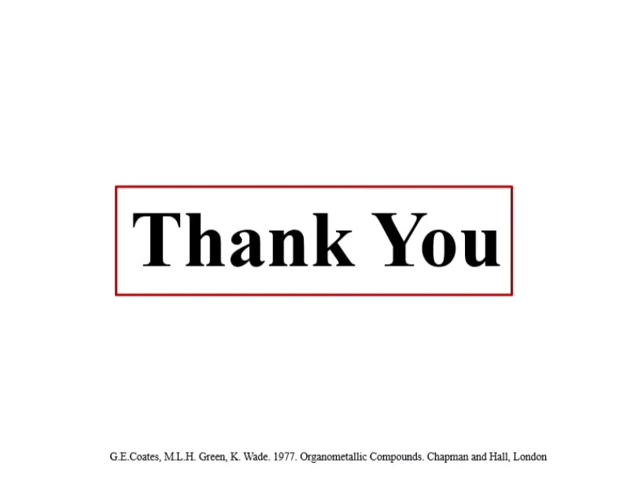 Thank You
G.E.Coates, M.L.H. Green, K. Wade. 1977. Organometallic Compounds. Chapman and Hall, London